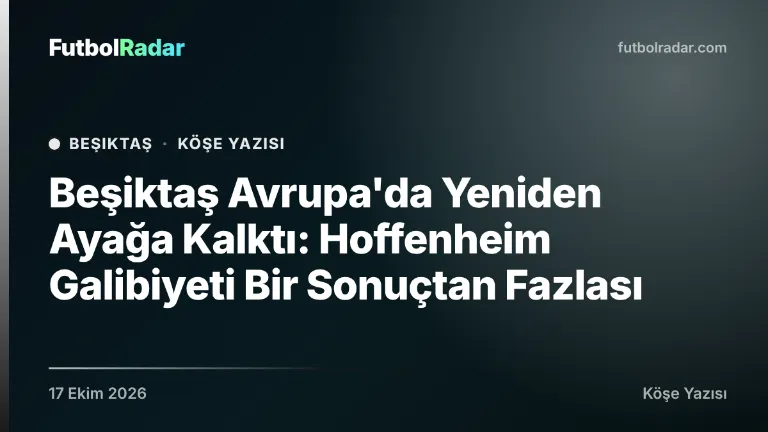 FutbolRadar
futbolradar.com
BEŞİKTAŞ · KÖŞE YAZISI
Beşiktaş Avrupa'da Yeniden
Ayağa Kalktı: Hoffenheim
Galibiyeti Bir Sonuçtan Fazlası
17 Ekim 2026
Köşe Yazısı